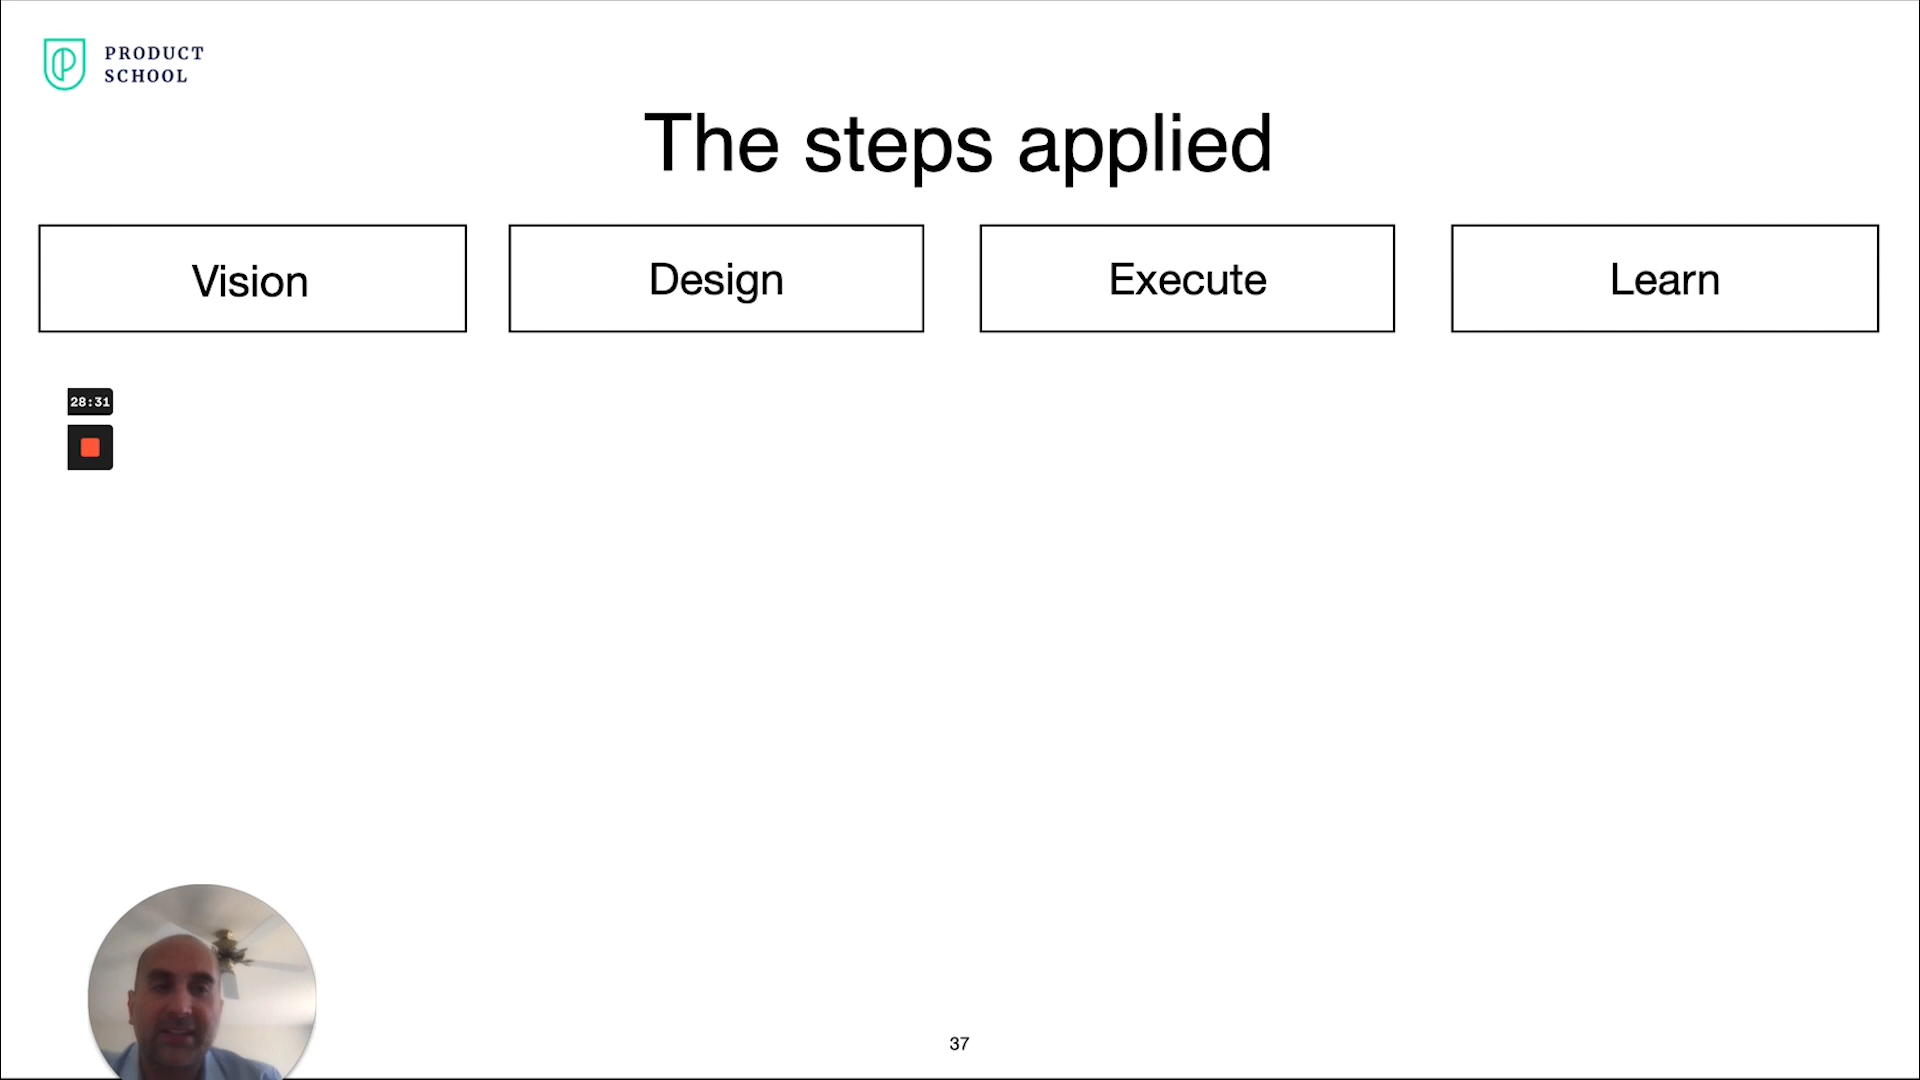 PRODUCT
SCHOOL
The steps applied
Vision
Design
Execute
Learn
28:31
37